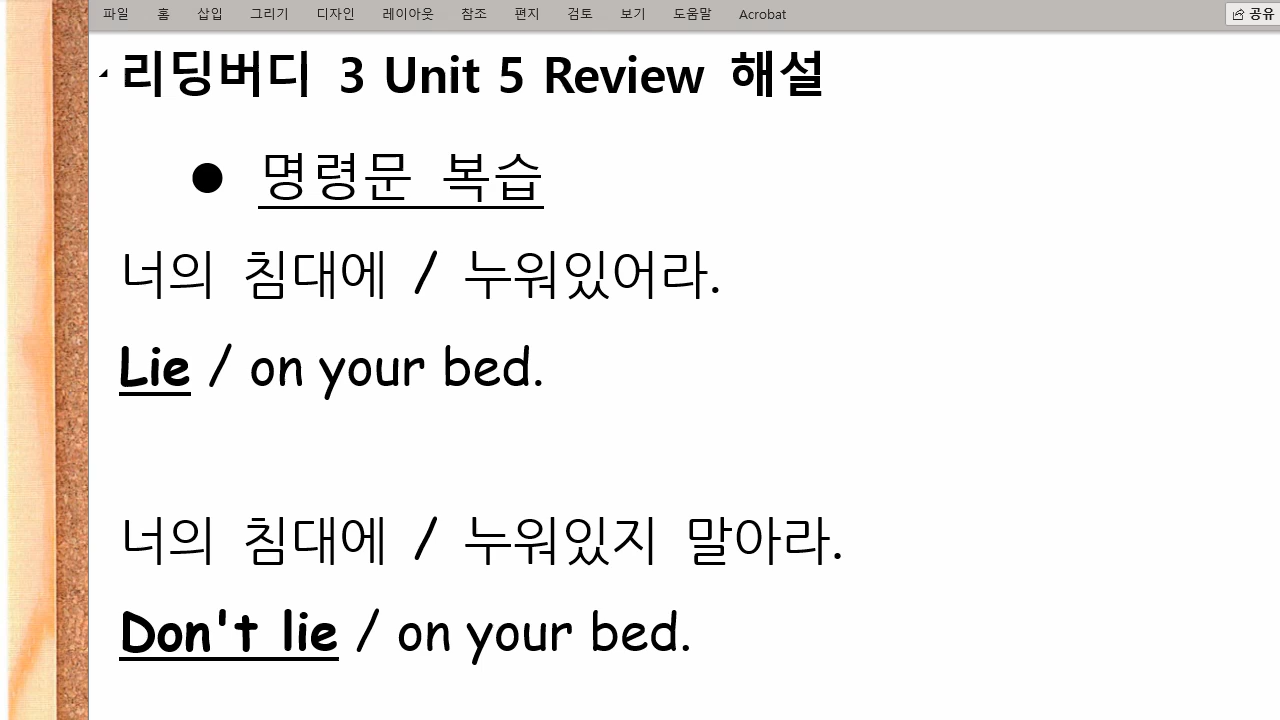 파일 홈 삽입 그리기 디자인 레이아웃 참조 편지 검토 보기 도움말 Acrobat 공유
리딩버디 3 Unit 5 Review 해설
● 명령문 복습
너의 침대에 / 누워있어라.
Lie / on your bed.
너의 침대에 / 누워있지 말아라.
Don't lie / on your bed.